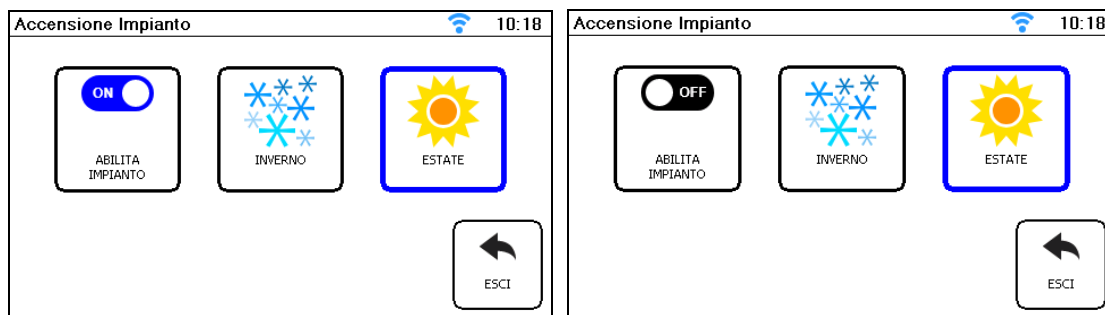 Accensione Impianto 10:18
ON
ABILITA
IMPIANTO
INVERNO
ESTATE
ESCI
Accensione Impianto 10:18
OFF
ABILITA
IMPIANTO
INVERNO
ESTATE
ESCI